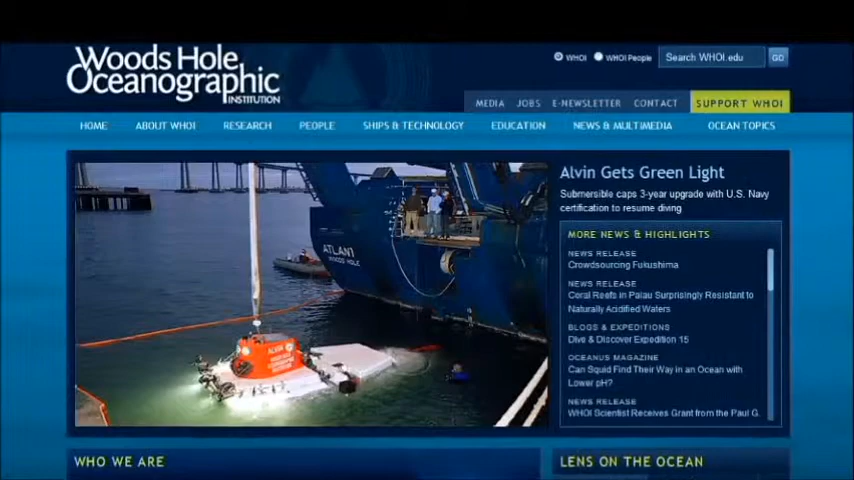 Woods Hole
Oceanographic
INSTITUTION
WHOI WHOI People Search WHOI.edu GO
MEDIA JOBS E-NEWSLETTER CONTACT SUPPORT WHOI
HOME ABOUT WHOI RESEARCH PEOPLE SHIPS & TECHNOLOGY EDUCATION NEWS & MULTIMEDIA OCEAN TOPICS
ATLANT
WOODS HOLE
ALVIN
Alvin Gets Green Light
Submersible caps 3-year upgrade with U.S. Navy
certification to resume diving
MORE NEWS & HIGHLIGHTS
NEWS RELEASE
Crowdsourcing Fukushima
NEWS RELEASE
Coral Reefs in Palau Surprisingly Resistant to
Naturally Acidified Waters
BLOGS & EXPEDITIONS
Dive & Discover Expedition 15
OCEANUS MAGAZINE
Can Squid Find Their Way in an Ocean with
Lower pH?
NEWS RELEASE
WHOI Scientist Receives Grant from the Paul G.
WHO WE ARE
LENS ON THE OCEAN